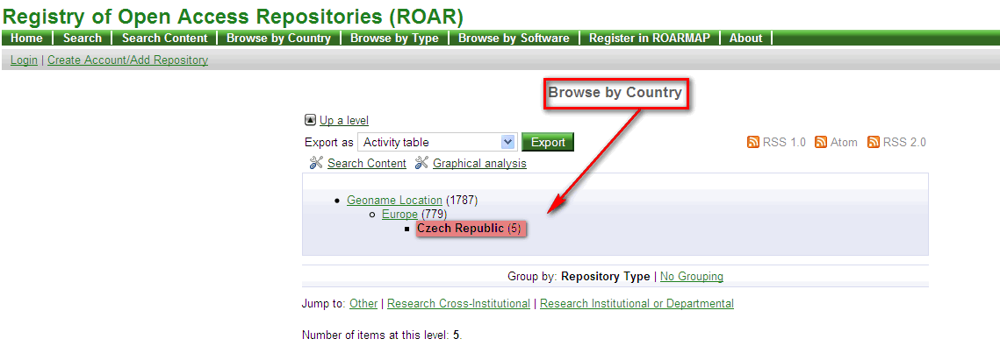 Registry of Open Access Repositories (ROAR)
Home Search Search Content Browse by Country Browse by Type Browse by Software Register in ROARMAP About
Login | Create Account/Add Repository
Browse by Country
Up a level
Export as Activity table Export RSS 1.0 Atom RSS 2.0
Search Content Graphical analysis
Geoname Location (1787)
Europe (779)
Czech Republic (5)
Group by: Repository Type | No Grouping
Jump to: Other | Research Cross-Institutional | Research Institutional or Departmental
Number of items at this level: 5.